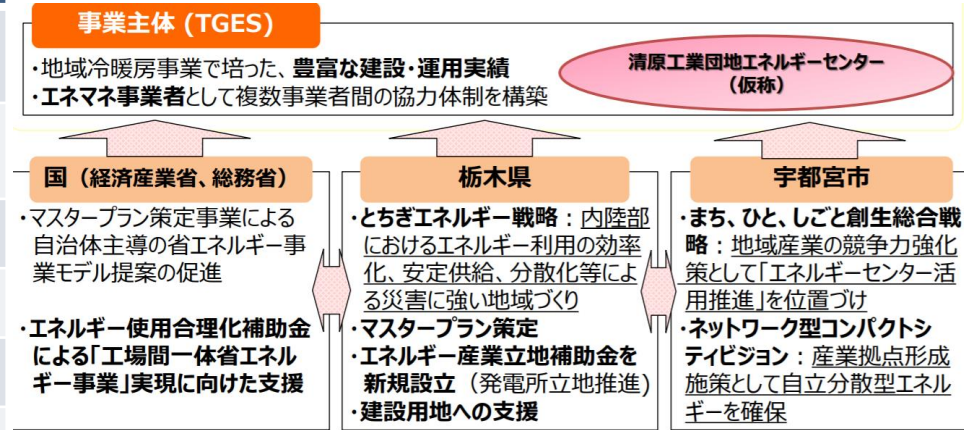 事業主体 (TGES)
・地域冷暖房事業で培った、豊富な建設・運用実績
・エネマネ事業者として複数事業者間の協力体制を構築
清原工業団地エネルギーセンター
(仮称)
国（経済産業省、総務省）
・マスタープラン策定事業による
自治体主導の省エネルギー事
業モデル提案の促進
・エネルギー使用合理化補助金
による「工場間一体省エネル
ギー事業」実現に向けた支援
栃木県
・とちぎエネルギー戦略：内陸部
におけるエネルギー利用の効率
化、安定供給、分散化等によ
る災害に強い地域づくり
・マスタープラン策定
・エネルギー産業立地補助金を
新規設立（発電所立地推進)
・建設用地への支援
宇都宮市
・まち、ひと、しごと創生総合戦
略：地域産業の競争力強化
策として「エネルギーセンター活
用推進」を位置づけ
・ネットワーク型コンパクトシ
ティビジョン：産業拠点形成
施策として自立分散型エネル
ギーを確保